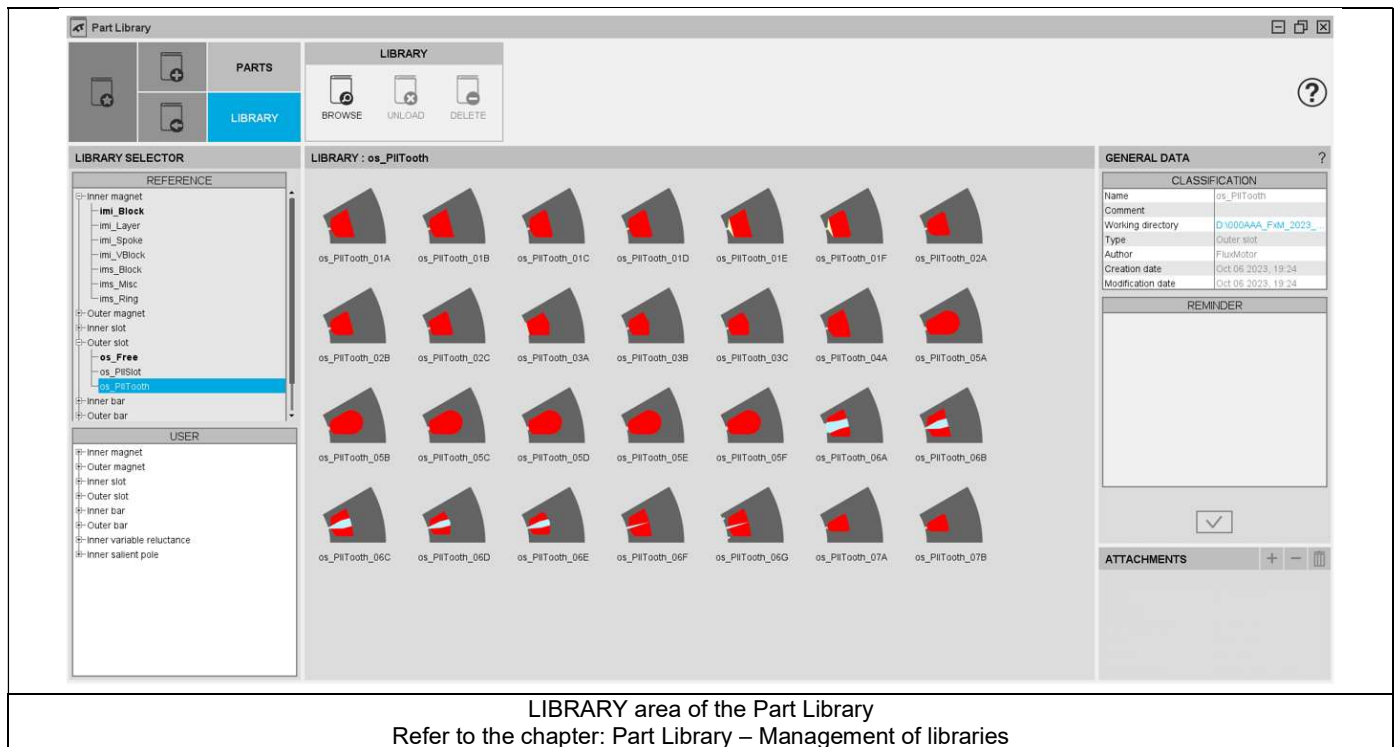 Part Library
PARTS
LIBRARY
LIBRARY
BROWSE UNLOAD DELETE
?
LIBRARY SELECTOR
REFERENCE
Inner magnet
imi_Block
imi_Layer
imi_Spoke
imi_VBlock
ims_Block
ims_Misc
ims_Ring
Outer magnet
Inner slot
Outer slot
os_Free
os_PllSlot
os_PllTooth
Inner bar
Outer bar
USER
Inner magnet
Outer magnet
Inner slot
Outer slot
Inner bar
Outer bar
Inner variable reluctance
Inner salient pole
LIBRARY : os_PllTooth
os_PllTooth_01A os_PllTooth_01B os_PllTooth_01C os_PllTooth_01D os_PllTooth_01E os_PllTooth_01F os_PllTooth_02A
os_PllTooth_02B os_PllTooth_02C os_PllTooth_03A os_PllTooth_03B os_PllTooth_03C os_PllTooth_04A os_PllTooth_05A
os_PllTooth_05B os_PllTooth_05C os_PllTooth_05D os_PllTooth_05E os_PllTooth_05F os_PllTooth_06A os_PllTooth_06B
os_PllTooth_06C os_PllTooth_06D os_PllTooth_06E os_PllTooth_06F os_PllTooth_06G os_PllTooth_07A os_PllTooth_07B
GENERAL DATA ?
CLASSIFICATION
Name os_PllTooth
Comment
Working directory D:\000AAA_FxM_2023_...
Type Outer slot
Author FluxMotor
Creation date Oct 06 2023, 19:24
Modification date Oct 06 2023, 19:24
REMINDER
ATTACHMENTS
LIBRARY area of the Part Library
Refer to the chapter: Part Library – Management of libraries